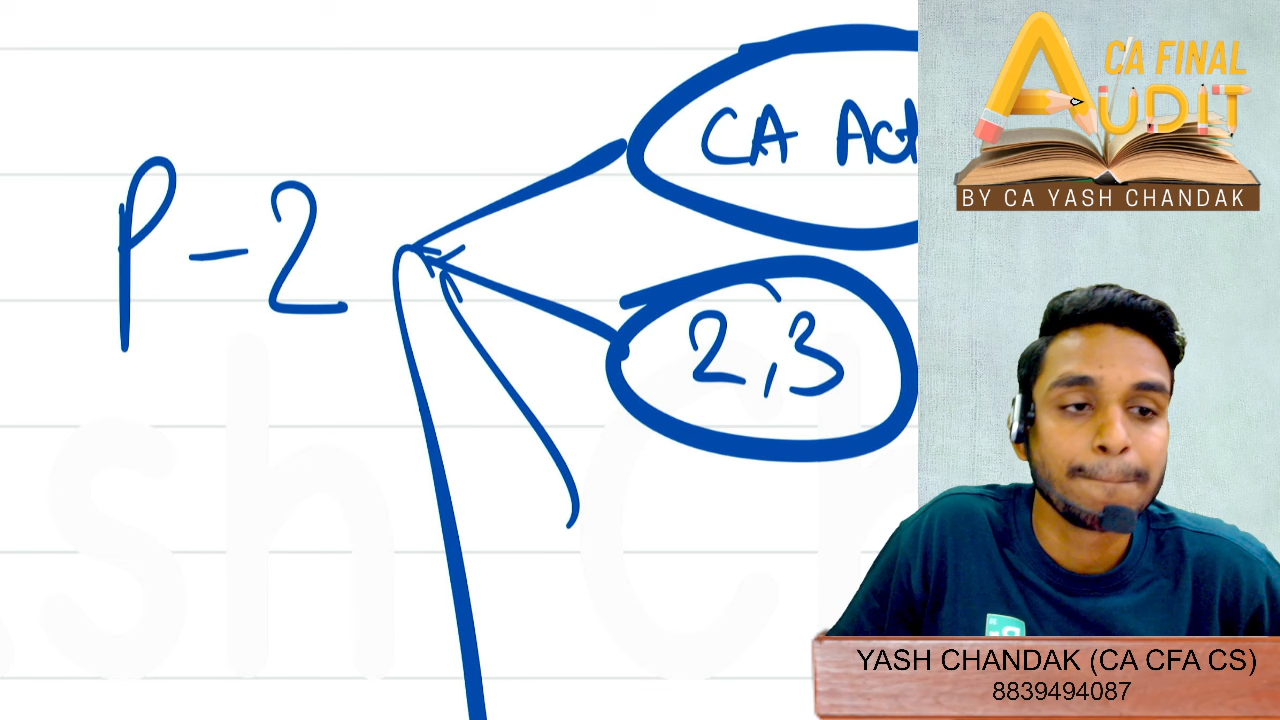 CA Act
P-2
2,3
CA FINAL
AUDIT
BY CA YASH CHANDAK
YASH CHANDAK (CA CFA CS)
8839494087